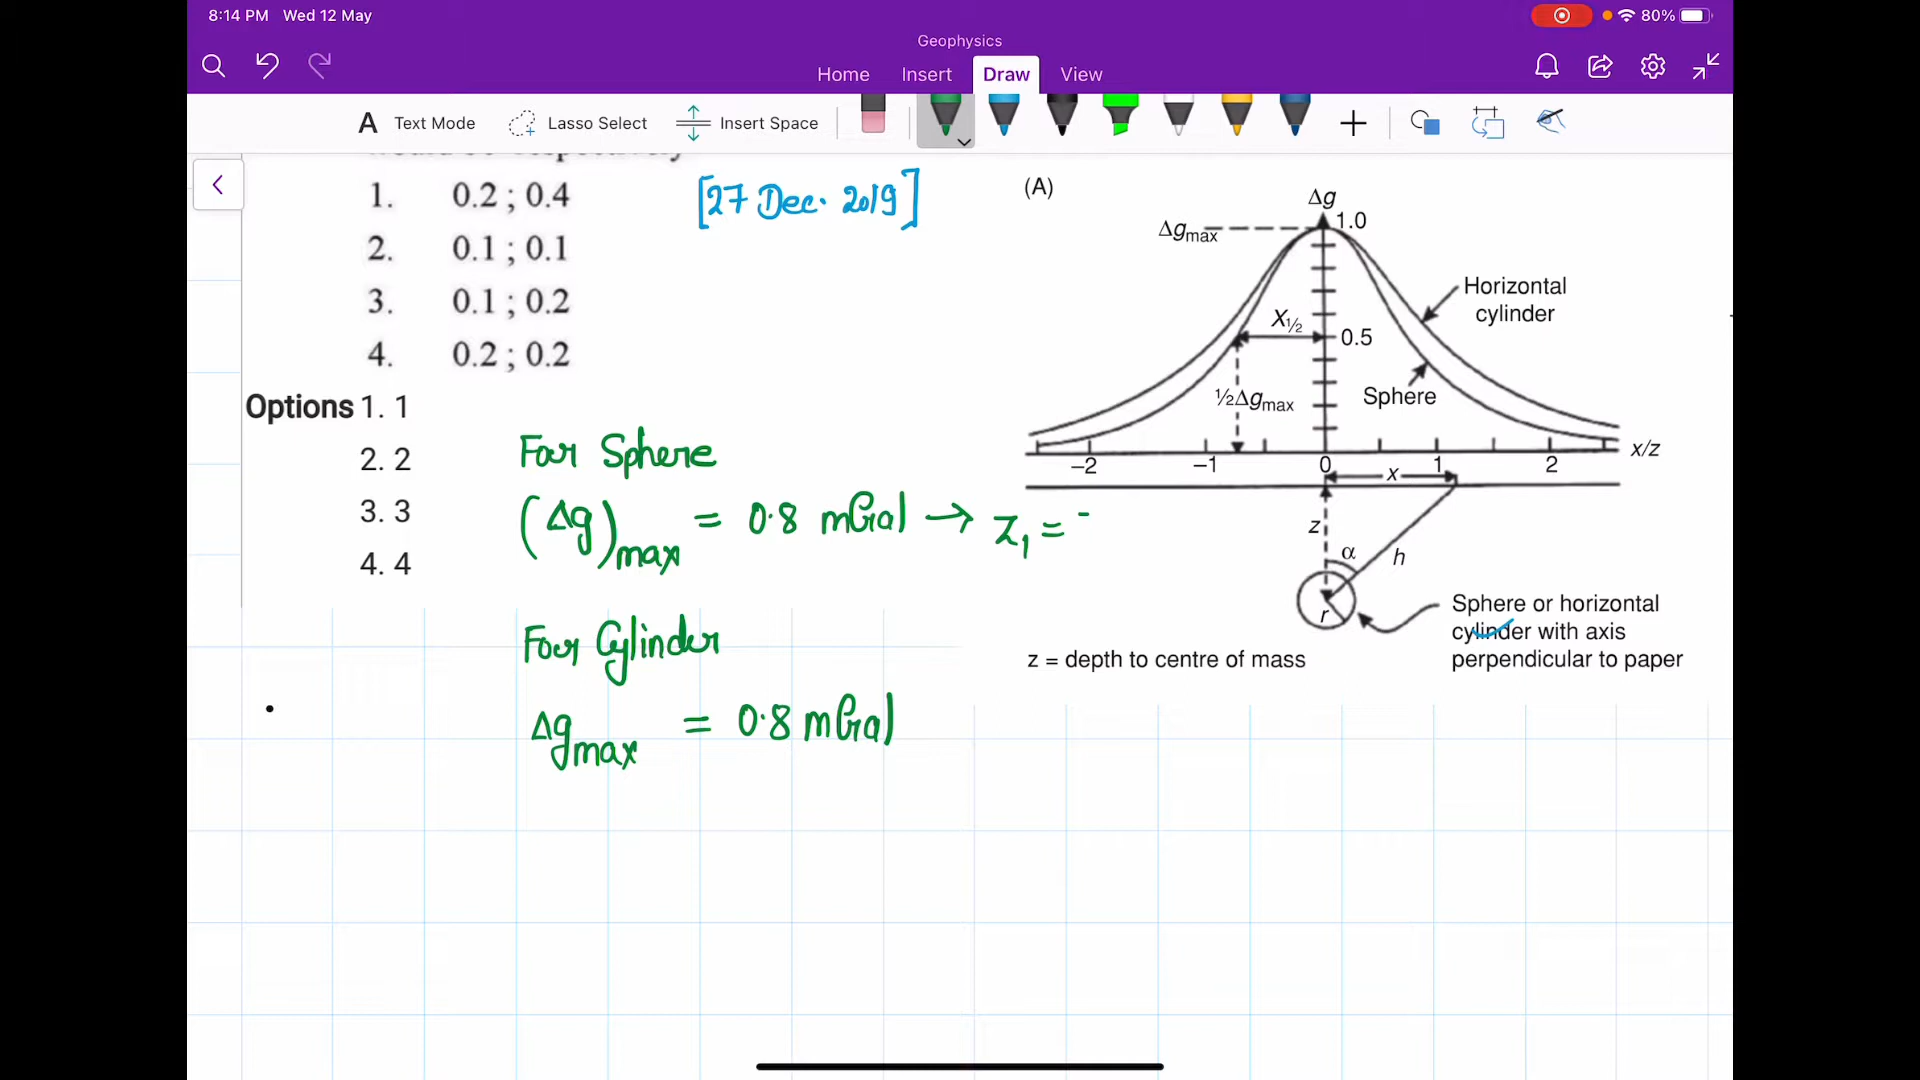 8:14 PM Wed 12 May
80%
Geophysics
Home Insert Draw View
A Text Mode Lasso Select Insert Space
1. 0.2 ; 0.4
[27 Dec. 2019]
2. 0.1 ; 0.1
3. 0.1 ; 0.2
4. 0.2 ; 0.2
Options 1. 1
2. 2
3. 3
4. 4
For Sphere
(Δg)max = 0.8 mGal → z₁ =
For Cylinder
Δgmax = 0.8 mGal
(A)
Δg
1.0
Δgmax
Horizontal
cylinder
X½
0.5
½Δgmax
Sphere
–2 –1 0 1 2 x/z
x
z
α h
r
Sphere or horizontal
cylinder with axis
perpendicular to paper
z = depth to centre of mass